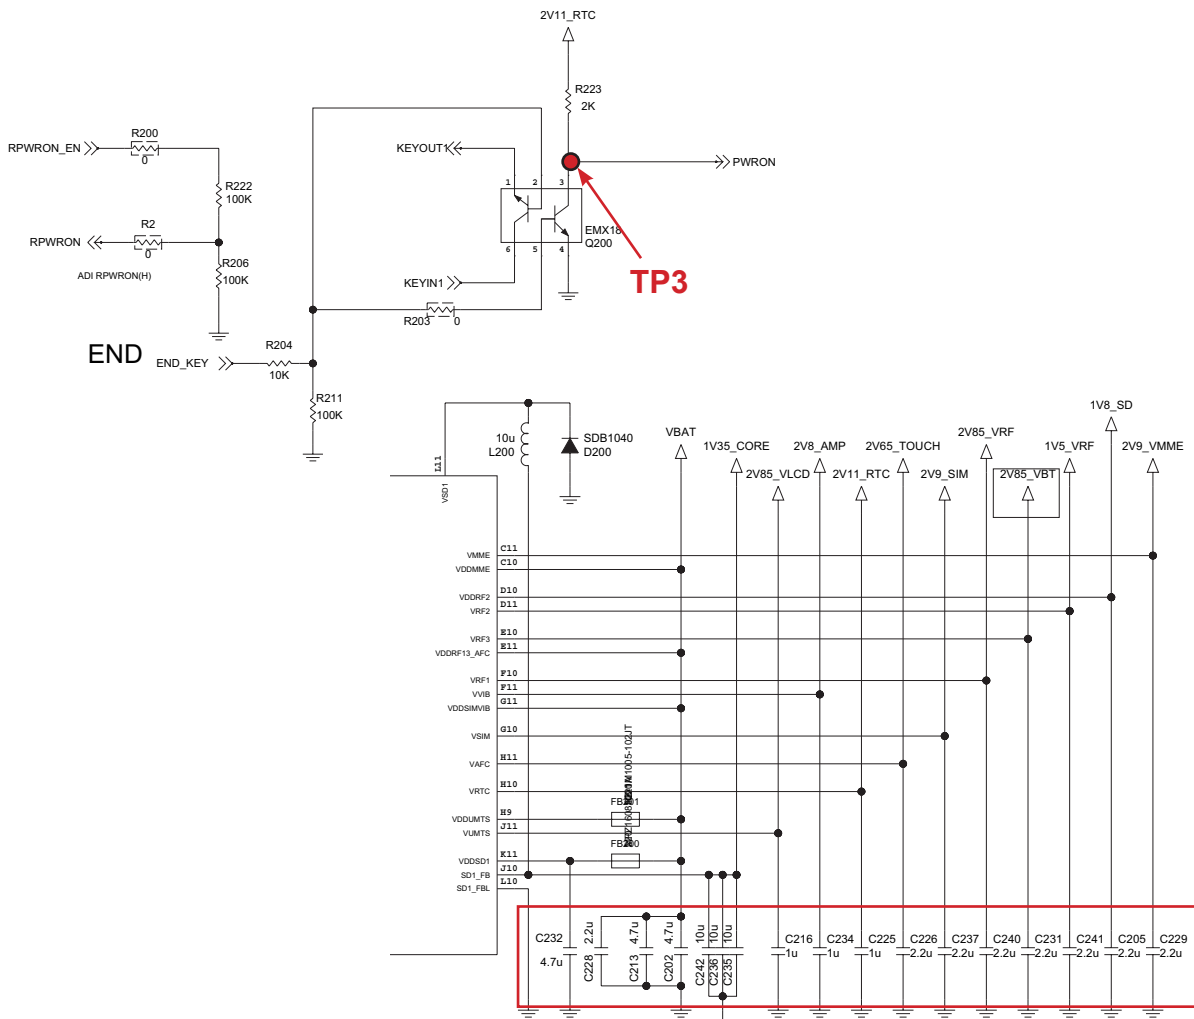 2V11_RTC
R223
2K
RPWRON_EN
R200
0
KEYOUT1
PWRON
R222
100K
1 2 3
RPWRON
R2
0
EMX18
Q200
6 5 4
ADI RPWRON(H)
R206
100K
KEYIN1
TP3
R203 0
END
END_KEY
R204
10K
R211
100K
L11
VSD1
10u
L200
SDB1040
D200
VBAT
1V35_CORE
2V85_VLCD
2V8_AMP
2V11_RTC
2V65_TOUCH
2V9_SIM
2V85_VRF
2V85_VBT
1V5_VRF
1V8_SD
2V9_VMME
VMME C11
VDDMME C10
VDDRF2 D10
VRF2 D11
VRF3 E10
VDDRF13_AFC E11
VRF1 F10
VVIB F11
VDDSIMVIB G11
VSIM G10
VAFC H11
VRTC H10
VDDUMTS H9
FB201
VUMTS J11
VDDSD1 K11
FB200
SD1_FB J10
SD1_FBL L10
C232
4.7u
2.2u
C228
4.7u
C213
4.7u
C202
10u
C242
10u
C236
10u
C235
C216
1u
C234
1u
C225
1u
C226
2.2u
C237
2.2u
C240
2.2u
C231
2.2u
C241
2.2u
C205
2.2u
C229
2.2u